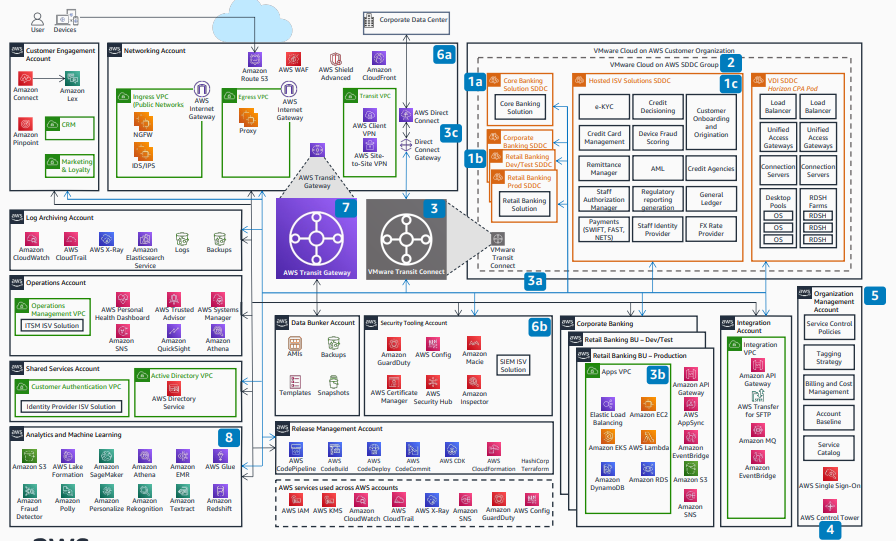 User
Devices
Corporate Data Center
aws
Customer Engagement
Account
Amazon
Connect
Amazon
Lex
Amazon
Pinpoint
CRM
Marketing
& Loyalty
aws
Networking Account
6a
Amazon
Route 53
AWS WAF
AWS Shield
Advanced
Amazon
CloudFront
Ingress VPC
(Public Networks
NGFW
IDS/IPS
AWS
Internet
Gateway
Egress VPC
Proxy
AWS
Internet
Gateway
Transit VPC
AWS Client
VPN
AWS Site-
to-Site VPN
AWS Direct
Connect
3c
Direct
Connect
Gateway
AWS
Transit
Gateway
7
AWS Transit Gateway
3
VMware Transit Connect
VMware Cloud on AWS Customer Organization
VMware Cloud on AWS SDDC Group
2
1a
Core Banking
Solution SDDC
Core Banking
Solution
1b
Corporate
Banking SDDC
Retail Banking
Dev/Test SDDC
Retail Banking
Prod SDDC
Retail Banking
Solution
VMware
Transit
Connect
Hosted ISV Solutions SDDC
1c
e-KYC
Credit
Decisioning
Customer
Onboarding
and
Origination
Credit Card
Management
Device Fraud
Scoring
Remittance
Manager
AML
Credit Agencies
Staff
Authorization
Manager
Regulatory
reporting
generation
General
Ledger
Payments
(SWIFT, FAST,
NETS)
Staff Identity
Provider
FX Rate
Provider
VDI SDDC
Horizon CPA Pod
Load
Balancer
Load
Balancer
Unified
Access
Gateways
Unified
Access
Gateways
Connection
Servers
Connection
Servers
Desktop
Pools
OS
OS
OS
RDSH
Farms
RDSH
RDSH
RDSH
3a
aws
Log Archiving Account
Amazon
CloudWatch
AWS
CloudTrail
AWS X-Ray
Amazon
Elasticsearch
Service
Logs
Backups
aws
Operations Account
Operations
Management VPC
ITSM ISV Solution
AWS Personal
Health Dashboard
AWS Trusted
Advisor
AWS Systems
Manager
Amazon
SNS
Amazon
QuickSight
Amazon
Athena
aws
Shared Services Account
Customer Authentication VPC
Identity Provider ISV Solution
Active Directory VPC
AWS Directory
Service
aws
Analytics and Machine Learning
8
Amazon S3
AWS Lake
Formation
Amazon
SageMaker
Amazon
Athena
Amazon
EMR
AWS Glue
Amazon
Fraud
Detector
Amazon
Polly
Amazon
Personalize
Amazon
Rekognition
Amazon
Textract
Amazon
Redshift
aws
Data Bunker Account
AMIs
Backups
Templates
Snapshots
aws
Security Tooling Account
6b
Amazon
GuardDuty
AWS Config
Amazon
Macie
SIEM ISV
Solution
AWS Certificate
Manager
AWS
Security Hub
Amazon
Inspector
aws
Release Management Account
AWS
CodePipeline
AWS
CodeBuild
AWS
CodeDeploy
AWS
CodeCommit
AWS CDK
AWS
CloudFormation
HashiCorp
Terraform
AWS services used across AWS accounts
AWS IAM
AWS KMS
Amazon
CloudWatch
AWS
CloudTrail
AWS X-Ray
Amazon
SNS
Amazon
GuardDuty
AWS Config
aws
Corporate Banking
aws
Retail Banking BU – Dev/Test
aws
Retail Banking BU – Production
Apps VPC
3b
Elastic Load
Balancing
Amazon EC2
Amazon EKS
AWS Lambda
Amazon
DynamoDB
Amazon RDS
Amazon API
Gateway
AWS
AppSync
Amazon
EventBridge
Amazon S3
Amazon
SNS
aws
Integration
Account
Integration
VPC
Amazon API
Gateway
AWS Transfer
for SFTP
Amazon MQ
Amazon
EventBridge
aws
Organization
Management
Account
5
Service Control
Policies
Tagging
Strategy
Billing and Cost
Management
Account
Baseline
Service
Catalog
AWS Single Sign-On
AWS Control Tower
4